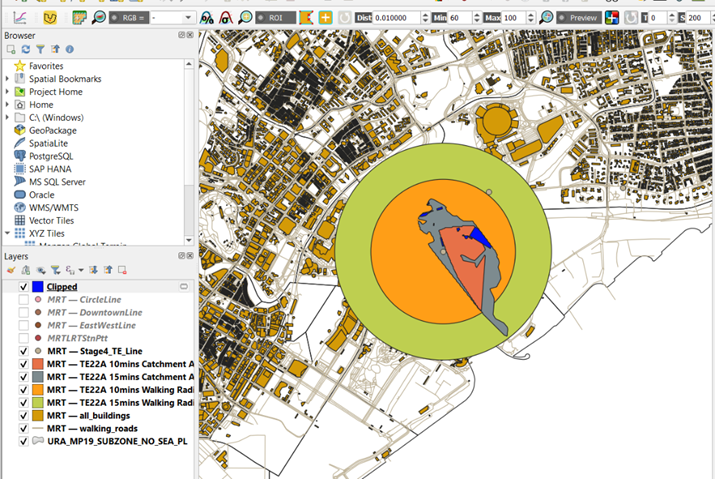 RGB = -
ROI
Dist 0.010000
Min 60
Max 100
Preview
T 0
S 200
Browser
Favorites
Spatial Bookmarks
Project Home
Home
C:\ (Windows)
GeoPackage
SpatiaLite
PostgreSQL
SAP HANA
MS SQL Server
Oracle
WMS/WMTS
Vector Tiles
XYZ Tiles
Layers
Clipped
MRT — CircleLine
MRT — DowntownLine
MRT — EastWestLine
MRTLRTStnPtt
MRT — Stage4_TE_Line
MRT — TE22A 10mins Catchment A
MRT — TE22A 15mins Catchment A
MRT — TE22A 10mins Walking Radi
MRT — TE22A 15mins Walking Radi
MRT — all_buildings
MRT — walking_roads
URA_MP19_SUBZONE_NO_SEA_PL